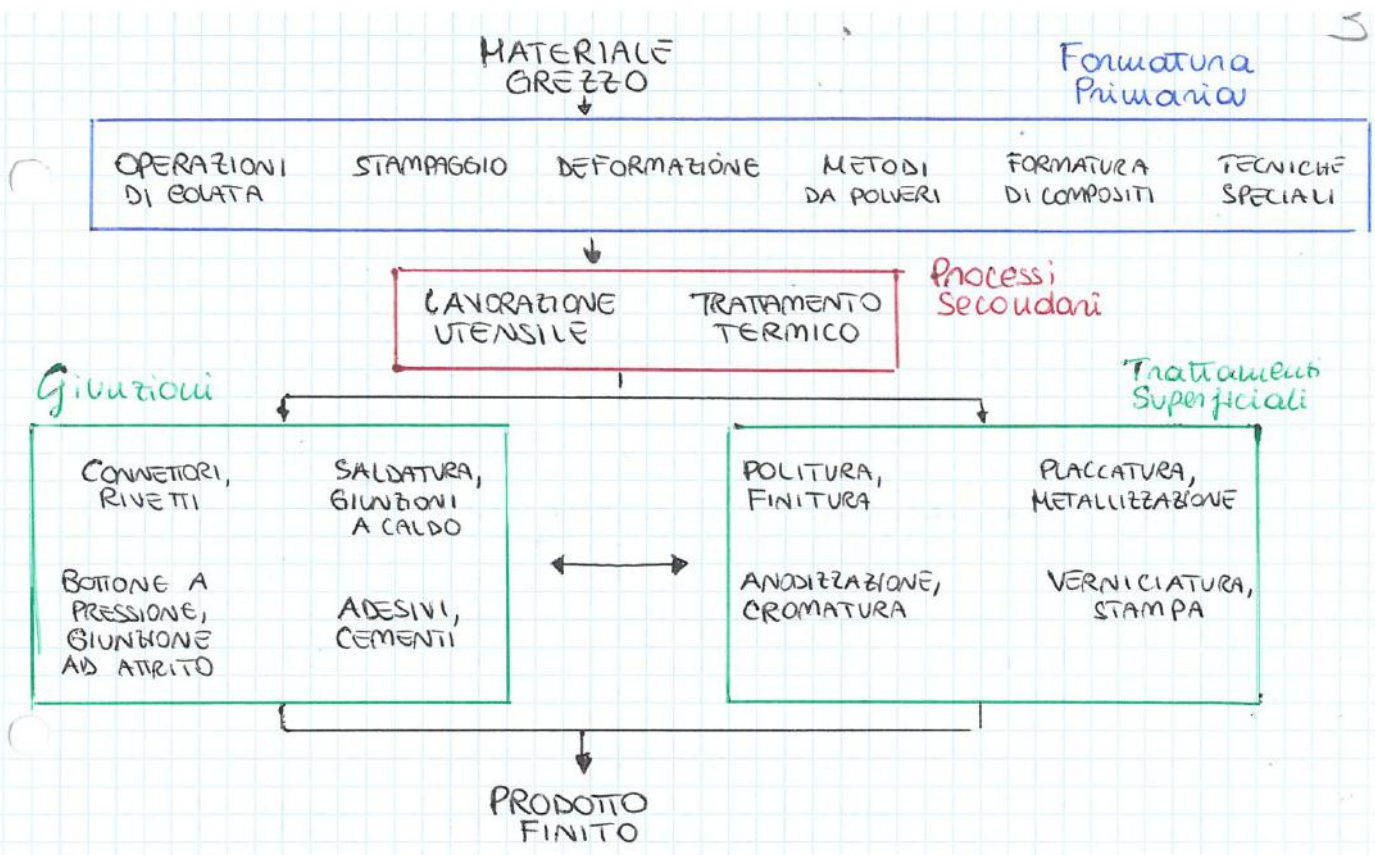 3
MATERIALE
GREZZO
Formatura
Primaria
OPERAZIONI
DI COLATA
STAMPAGGIO
DEFORMAZIONE
METODI
DA POLVERI
FORMATURA
DI COMPOSITI
TECNICHE
SPECIALI
Processi
Secondari
LAVORAZIONE
UTENSILE
TRATTAMENTO
TERMICO
Giunzioni
Trattamenti
Superficiali
CONNETTORI,
RIVETTI
SALDATURA,
GIUNZIONI
A CALDO
BOTTONE A
PRESSIONE,
GIUNZIONE
AD ATTRITO
ADESIVI,
CEMENTI
POLITURA,
FINITURA
PLACCATURA,
METALLIZZAZIONE
ANODIZZAZIONE,
CROMATURA
VERNICIATURA,
STAMPA
PRODOTTO
FINITO